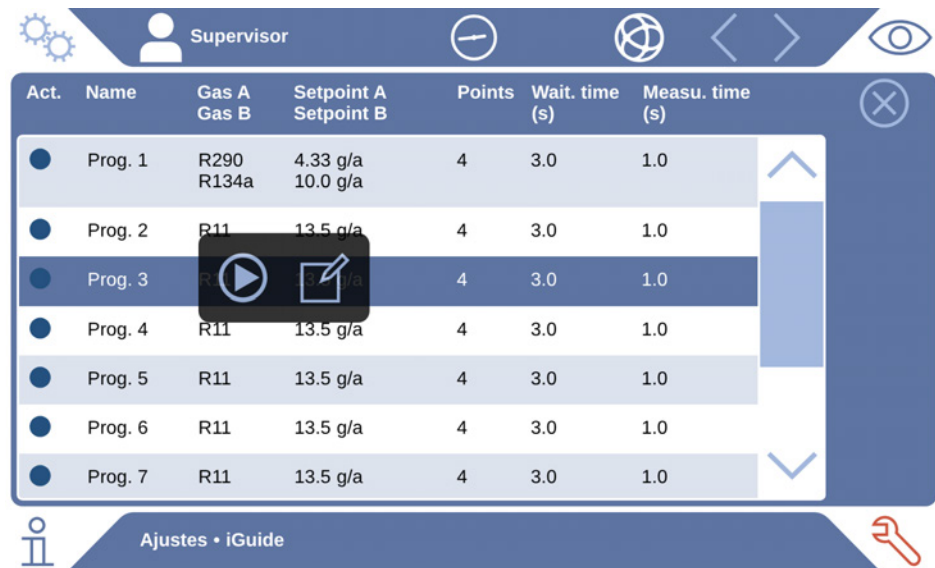 Supervisor
Act. Name Gas A Setpoint A Points Wait. time Measu. time
Gas B Setpoint B (s) (s)
Prog. 1 R290 4.33 g/a 4 3.0 1.0
R134a 10.0 g/a
Prog. 2 R11 13.5 g/a 4 3.0 1.0
Prog. 3 R11 13.5 g/a 4 3.0 1.0
Prog. 4 R11 13.5 g/a 4 3.0 1.0
Prog. 5 R11 13.5 g/a 4 3.0 1.0
Prog. 6 R11 13.5 g/a 4 3.0 1.0
Prog. 7 R11 13.5 g/a 4 3.0 1.0
Ajustes • iGuide